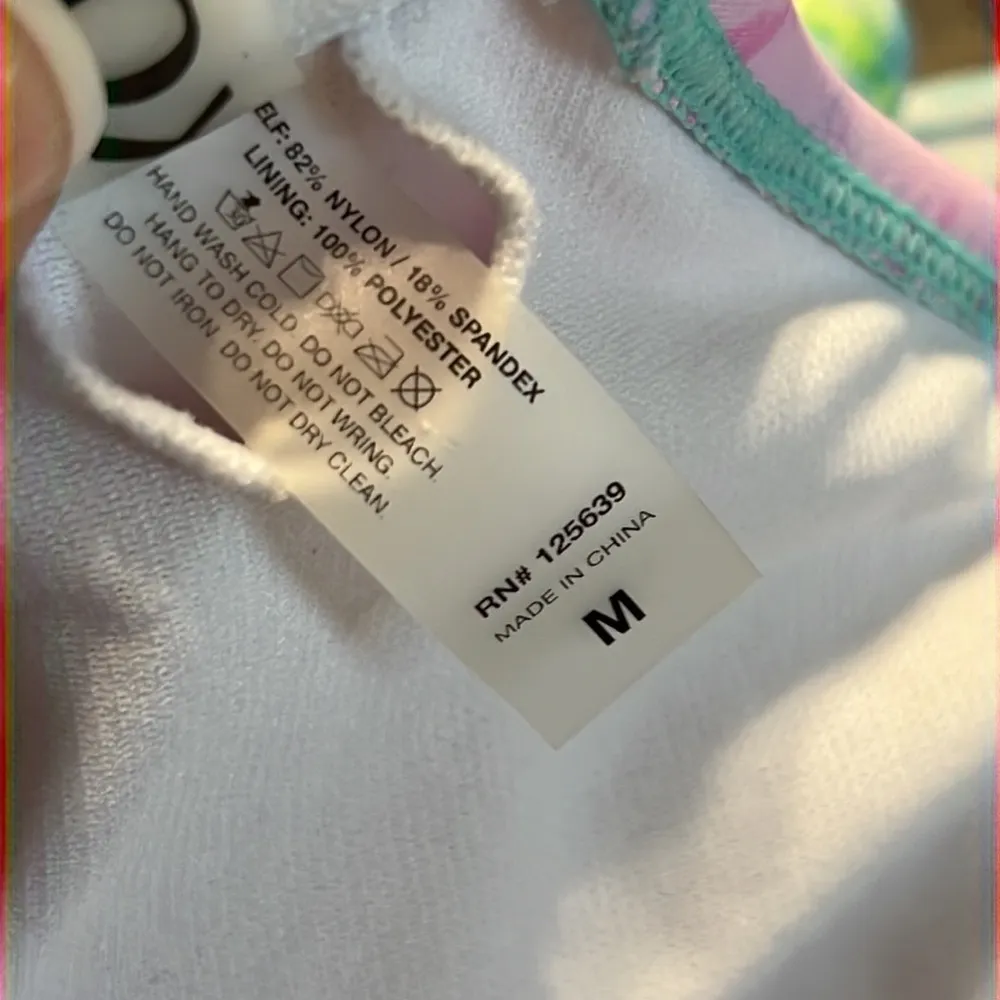 ELF: 82% NYLON / 18% SPANDEX
LINING: 100% POLYESTER
HAND WASH COLD. DO NOT BLEACH.
HANG TO DRY. DO NOT WRING.
DO NOT IRON. DO NOT DRY CLEAN.
RN# 125639
MADE IN CHINA
M